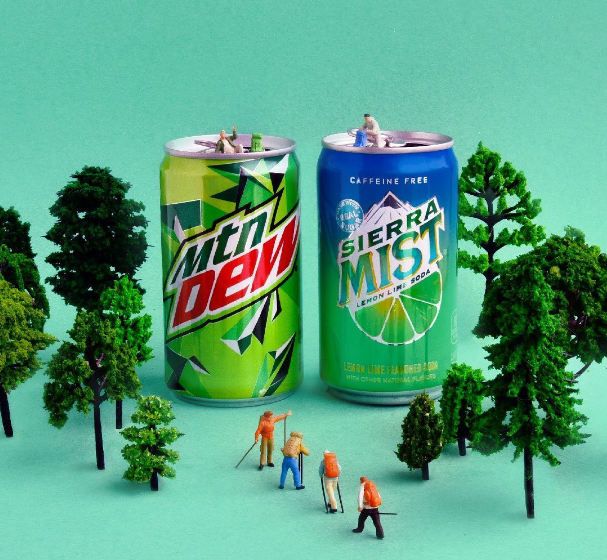 Mtn
DEW
CAFFEINE FREE
SIERRA
MIST
LEMON LIME SODA
LEMON LIME FLAVORED SODA
WITH OTHER NATURAL FLAVORS